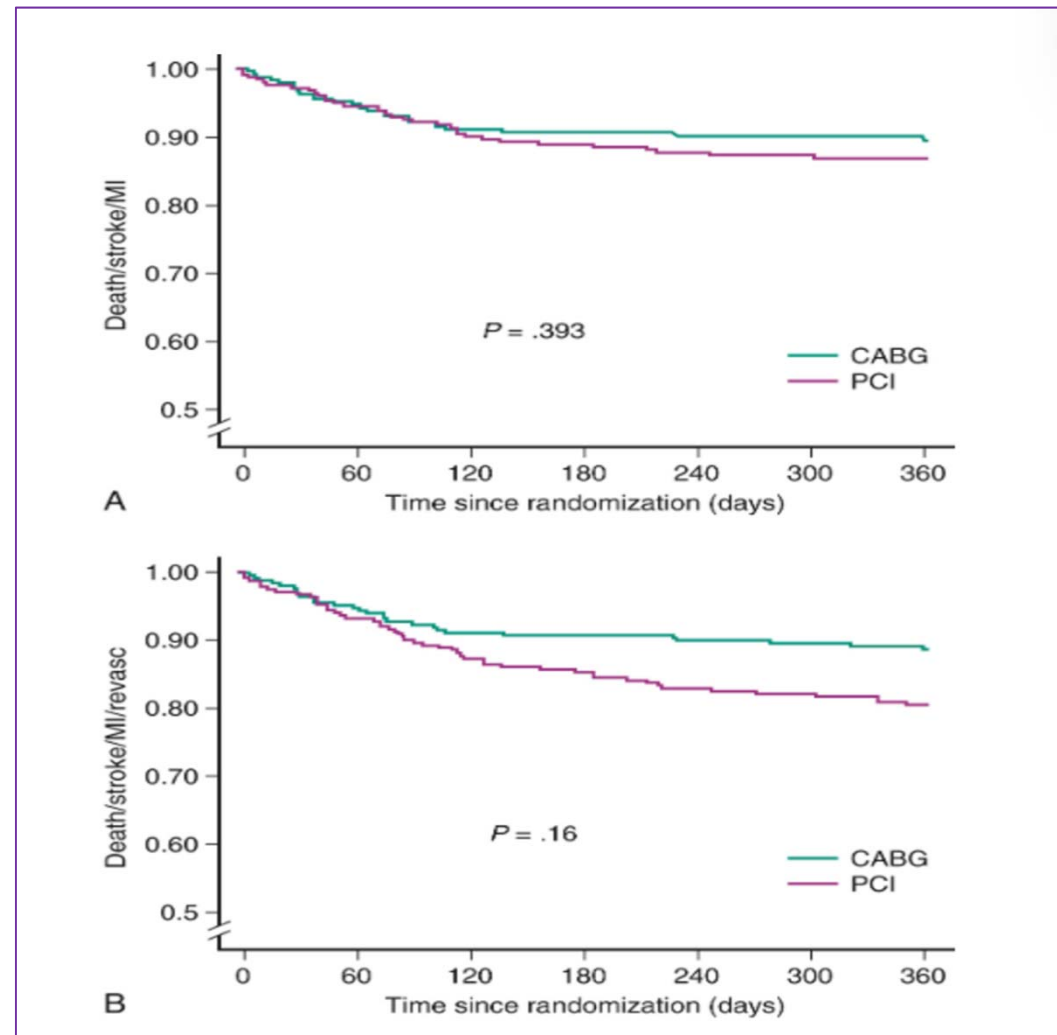 1.00
0.90
0.80
0.70
0.60
0.5
Death/stroke/MI
P = .393
CABG
PCI
0 60 120 180 240 300 360
Time since randomization (days)
A
1.00
0.90
0.80
0.70
0.60
0.5
Death/stroke/MI/revasc
P = .16
CABG
PCI
0 60 120 180 240 300 360
Time since randomization (days)
B